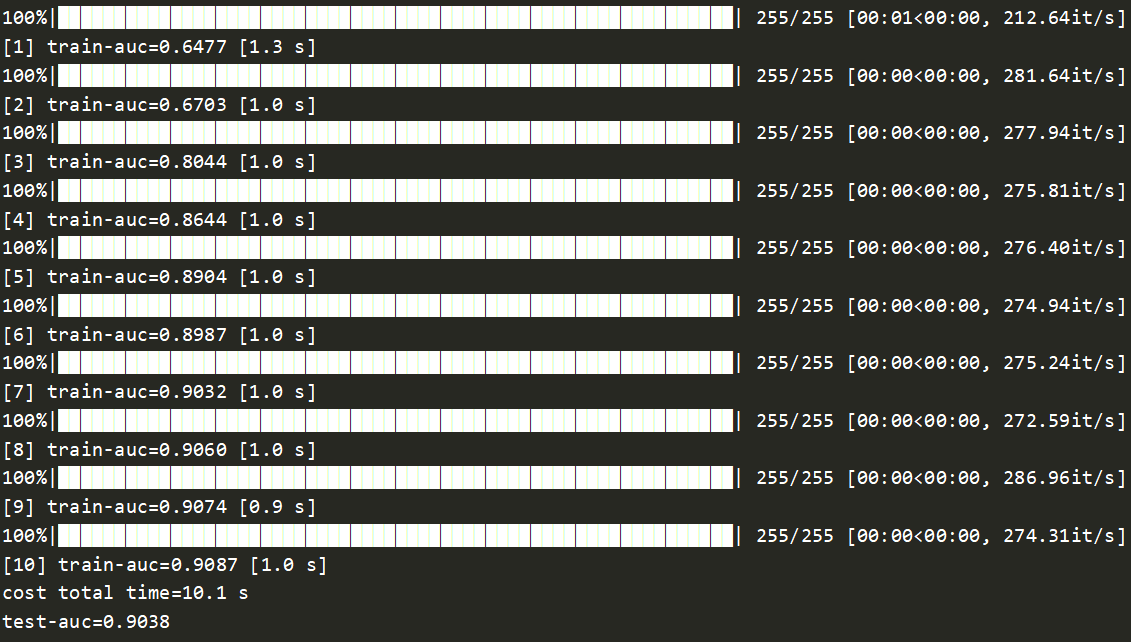 100%| | 255/255 [00:01<00:00, 212.64it/s]
[1] train-auc=0.6477 [1.3 s]
100%| | 255/255 [00:00<00:00, 281.64it/s]
[2] train-auc=0.6703 [1.0 s]
100%| | 255/255 [00:00<00:00, 277.94it/s]
[3] train-auc=0.8044 [1.0 s]
100%| | 255/255 [00:00<00:00, 275.81it/s]
[4] train-auc=0.8644 [1.0 s]
100%| | 255/255 [00:00<00:00, 276.40it/s]
[5] train-auc=0.8904 [1.0 s]
100%| | 255/255 [00:00<00:00, 274.94it/s]
[6] train-auc=0.8987 [1.0 s]
100%| | 255/255 [00:00<00:00, 275.24it/s]
[7] train-auc=0.9032 [1.0 s]
100%| | 255/255 [00:00<00:00, 272.59it/s]
[8] train-auc=0.9060 [1.0 s]
100%| | 255/255 [00:00<00:00, 286.96it/s]
[9] train-auc=0.9074 [0.9 s]
100%| | 255/255 [00:00<00:00, 274.31it/s]
[10] train-auc=0.9087 [1.0 s]
cost total time=10.1 s
test-auc=0.9038